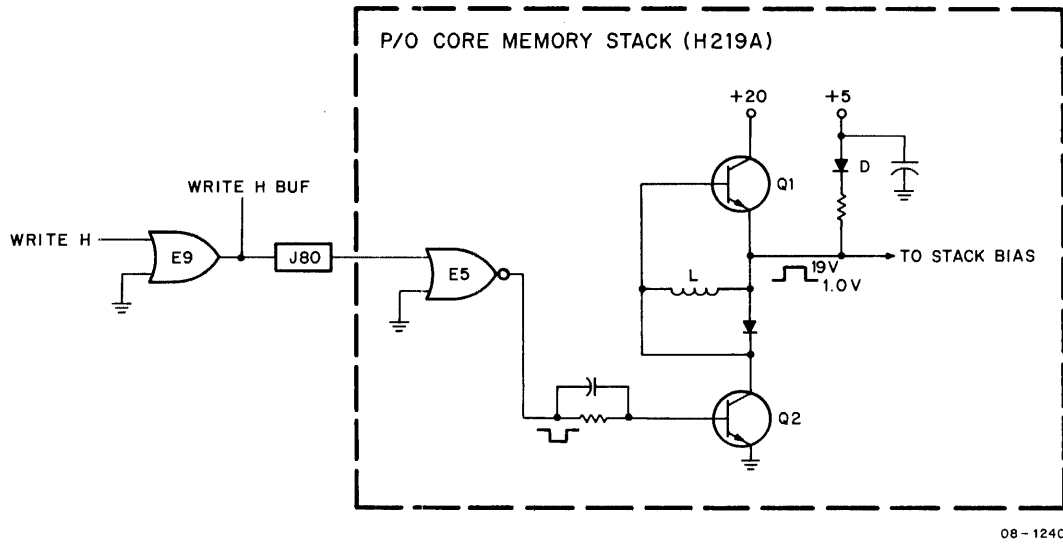 P/O CORE MEMORY STACK (H219A)
+20
+5
D
Q1
WRITE H BUF
WRITE H
E9
J80
E5
TO STACK BIAS
19V
1.0V
L
Q2
08-1240